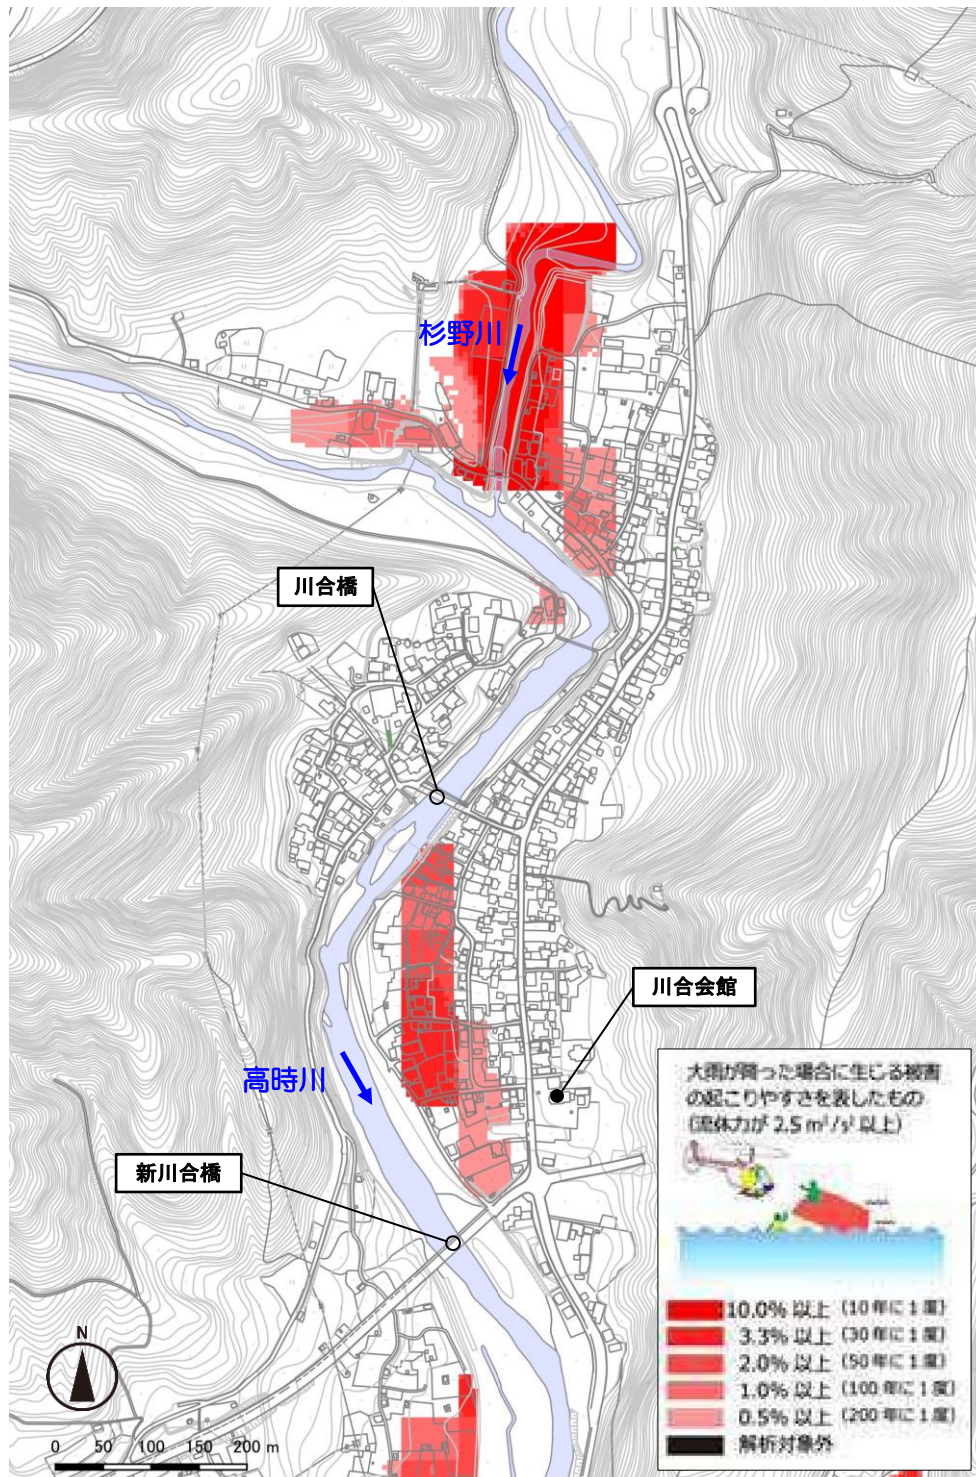 杉野川
川合橋
川合会館
高時川
新川合橋
大雨が降った場合に生じる被害
の起こりやすさを表したもの
(流体力が 2.5 m³/s² 以上)
10.0% 以上 (10 年に 1 度)
3.3% 以上 (30 年に 1 度)
2.0% 以上 (50 年に 1 度)
1.0% 以上 (100 年に 1 度)
0.5% 以上 (200 年に 1 度)
解析対象外
N
0 50 100 150 200 m